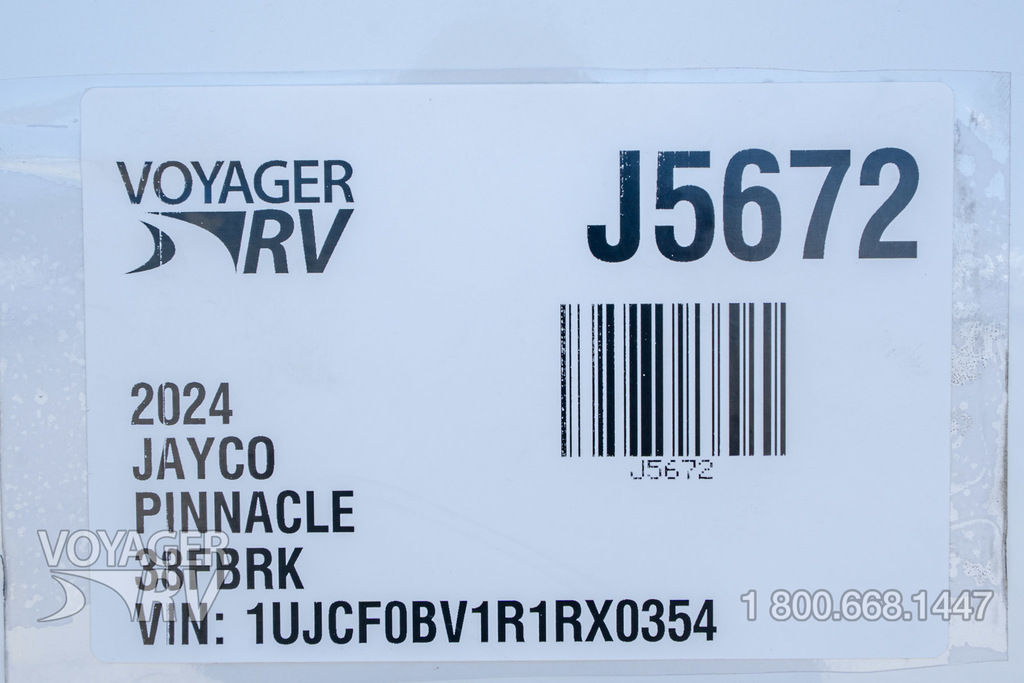 VOYAGER
RV
J5672
J5672
2024
JAYCO
PINNACLE
38FBRK
VIN: 1UJCF0BV1R1RX0354
VOYAGER
RV
1 800.668.1447